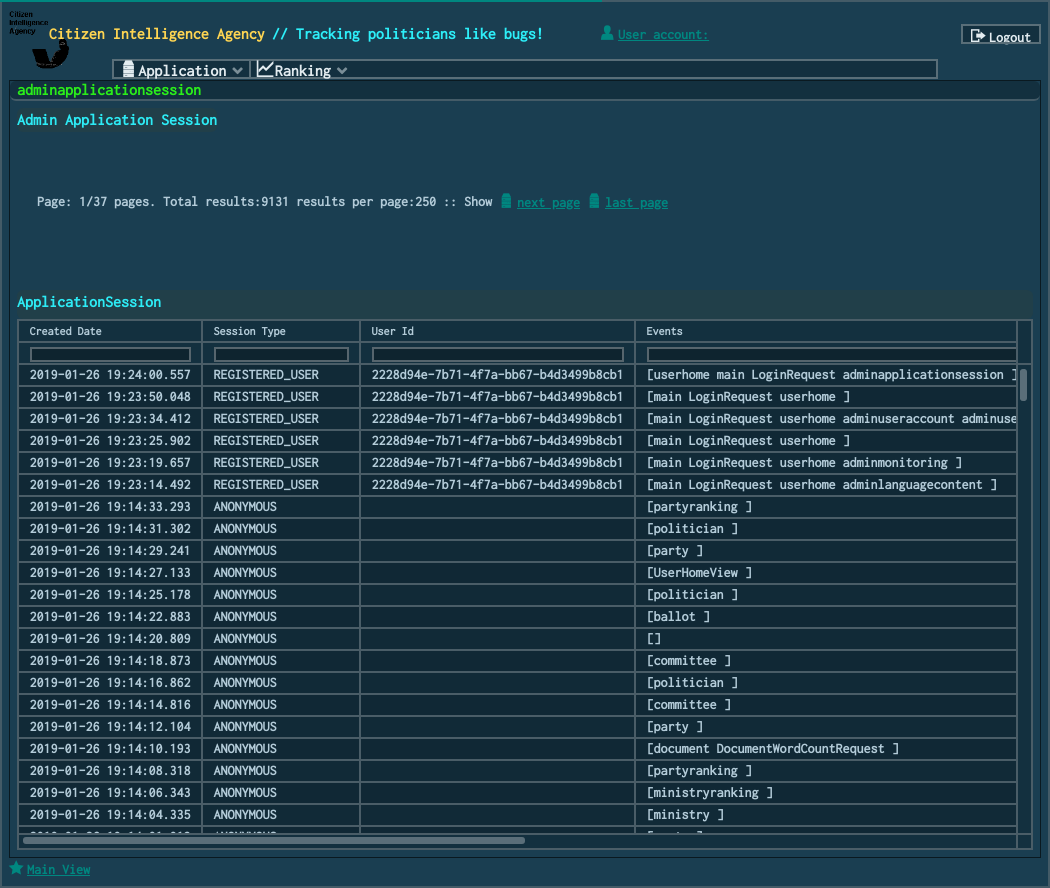 Citizen
Intelligence
Agency
Citizen Intelligence Agency // Tracking politicians like bugs!
User account:
Logout
Application
Ranking
adminapplicationsession
Admin Application Session
Page: 1/37 pages. Total results:9131 results per page:250 :: Show next page last page
ApplicationSession
Created Date Session Type User Id Events
2019-01-26 19:24:00.557 REGISTERED_USER 2228d94e-7b71-4f7a-bb67-b4d3499b8cb1 [userhome main LoginRequest adminapplicationsession ]
2019-01-26 19:23:50.048 REGISTERED_USER 2228d94e-7b71-4f7a-bb67-b4d3499b8cb1 [main LoginRequest userhome ]
2019-01-26 19:23:34.412 REGISTERED_USER 2228d94e-7b71-4f7a-bb67-b4d3499b8cb1 [main LoginRequest userhome adminuseraccount adminuse
2019-01-26 19:23:25.902 REGISTERED_USER 2228d94e-7b71-4f7a-bb67-b4d3499b8cb1 [main LoginRequest userhome ]
2019-01-26 19:23:19.657 REGISTERED_USER 2228d94e-7b71-4f7a-bb67-b4d3499b8cb1 [main LoginRequest userhome adminmonitoring ]
2019-01-26 19:23:14.492 REGISTERED_USER 2228d94e-7b71-4f7a-bb67-b4d3499b8cb1 [main LoginRequest userhome adminlanguagecontent ]
2019-01-26 19:14:33.293 ANONYMOUS [partyranking ]
2019-01-26 19:14:31.302 ANONYMOUS [politician ]
2019-01-26 19:14:29.241 ANONYMOUS [party ]
2019-01-26 19:14:27.133 ANONYMOUS [UserHomeView ]
2019-01-26 19:14:25.178 ANONYMOUS [politician ]
2019-01-26 19:14:22.883 ANONYMOUS [ballot ]
2019-01-26 19:14:20.809 ANONYMOUS []
2019-01-26 19:14:18.873 ANONYMOUS [committee ]
2019-01-26 19:14:16.862 ANONYMOUS [politician ]
2019-01-26 19:14:14.816 ANONYMOUS [committee ]
2019-01-26 19:14:12.104 ANONYMOUS [party ]
2019-01-26 19:14:10.193 ANONYMOUS [document DocumentWordCountRequest ]
2019-01-26 19:14:08.318 ANONYMOUS [partyranking ]
2019-01-26 19:14:06.343 ANONYMOUS [ministryranking ]
2019-01-26 19:14:04.335 ANONYMOUS [ministry ]
Main View